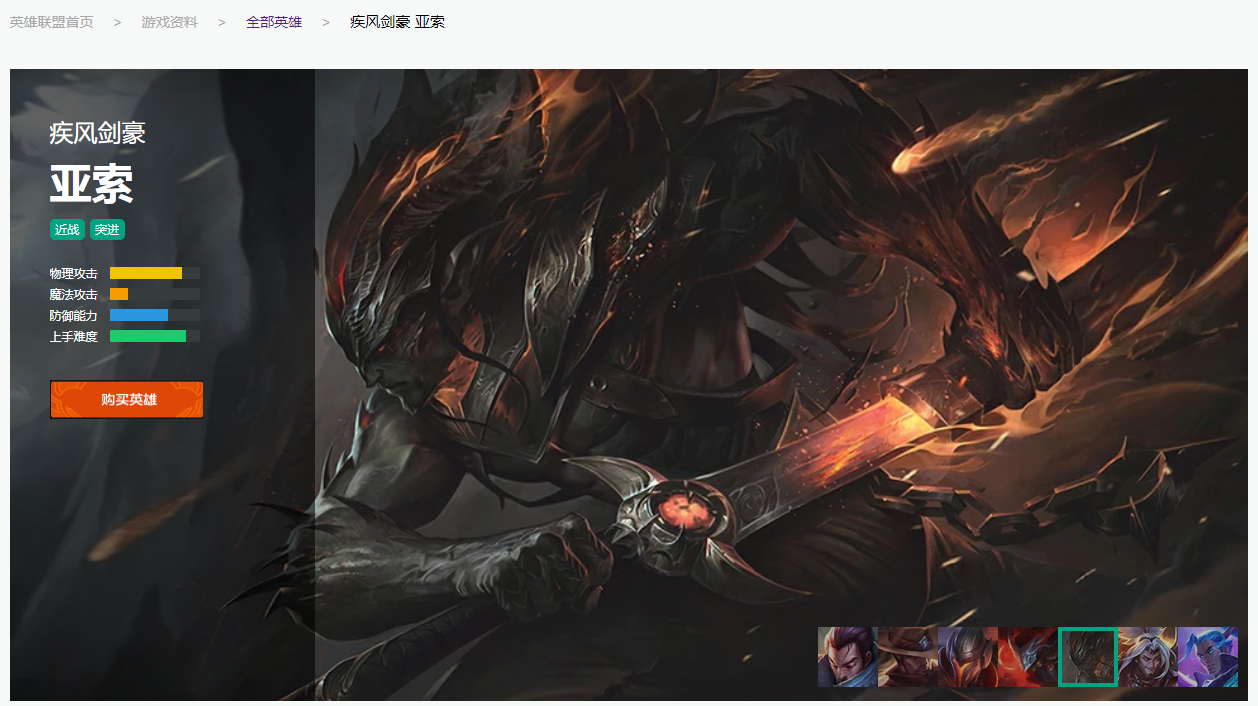 英雄联盟首页 > 游戏资料 > 全部英雄 > 疾风剑豪 亚索
疾风剑豪
亚索
近战 突进
物理攻击
魔法攻击
防御能力
上手难度
购买英雄